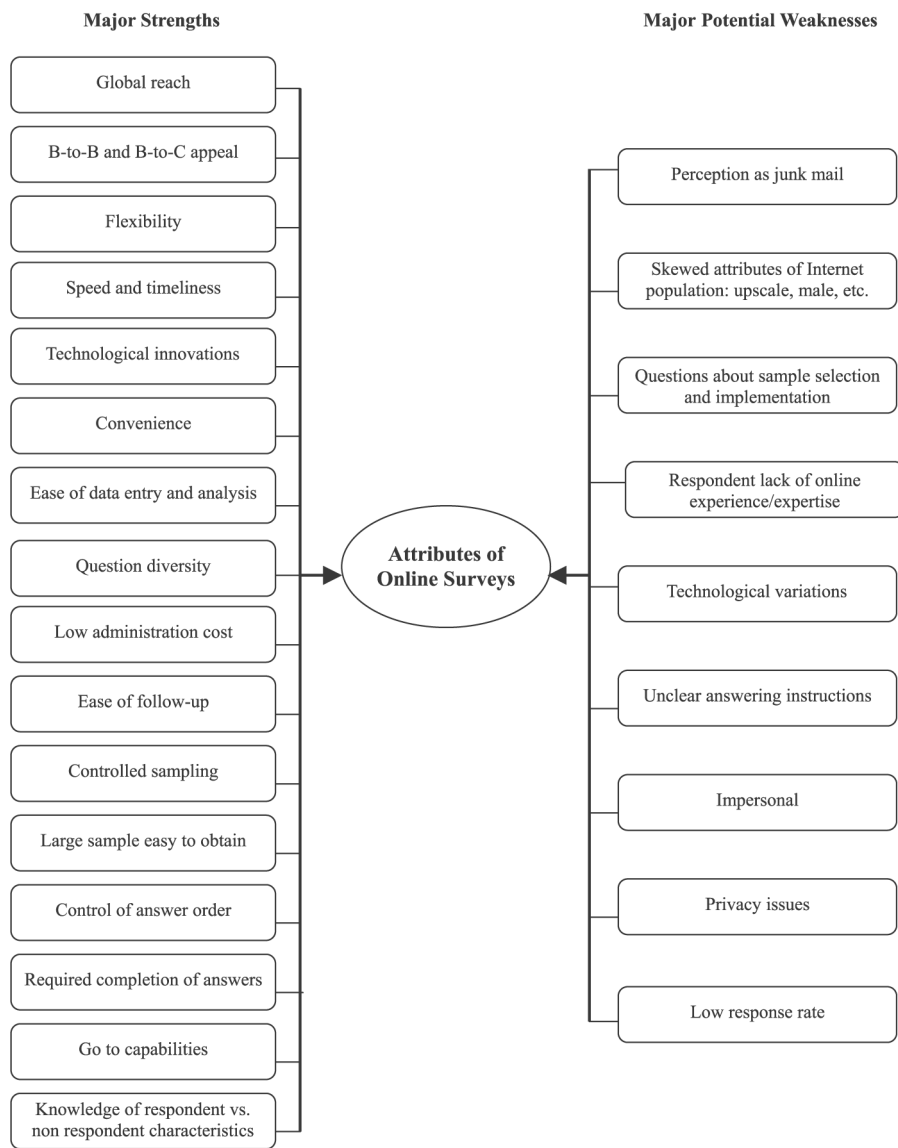 Major Strengths
Global reach
B-to-B and B-to-C appeal
Flexibility
Speed and timeliness
Technological innovations
Convenience
Ease of data entry and analysis
Question diversity
Low administration cost
Ease of follow-up
Controlled sampling
Large sample easy to obtain
Control of answer order
Required completion of answers
Go to capabilities
Knowledge of respondent vs.
non respondent characteristics
Attributes of
Online Surveys
Major Potential Weaknesses
Perception as junk mail
Skewed attributes of Internet
population: upscale, male, etc.
Questions about sample selection
and implementation
Respondent lack of online
experience/expertise
Technological variations
Unclear answering instructions
Impersonal
Privacy issues
Low response rate